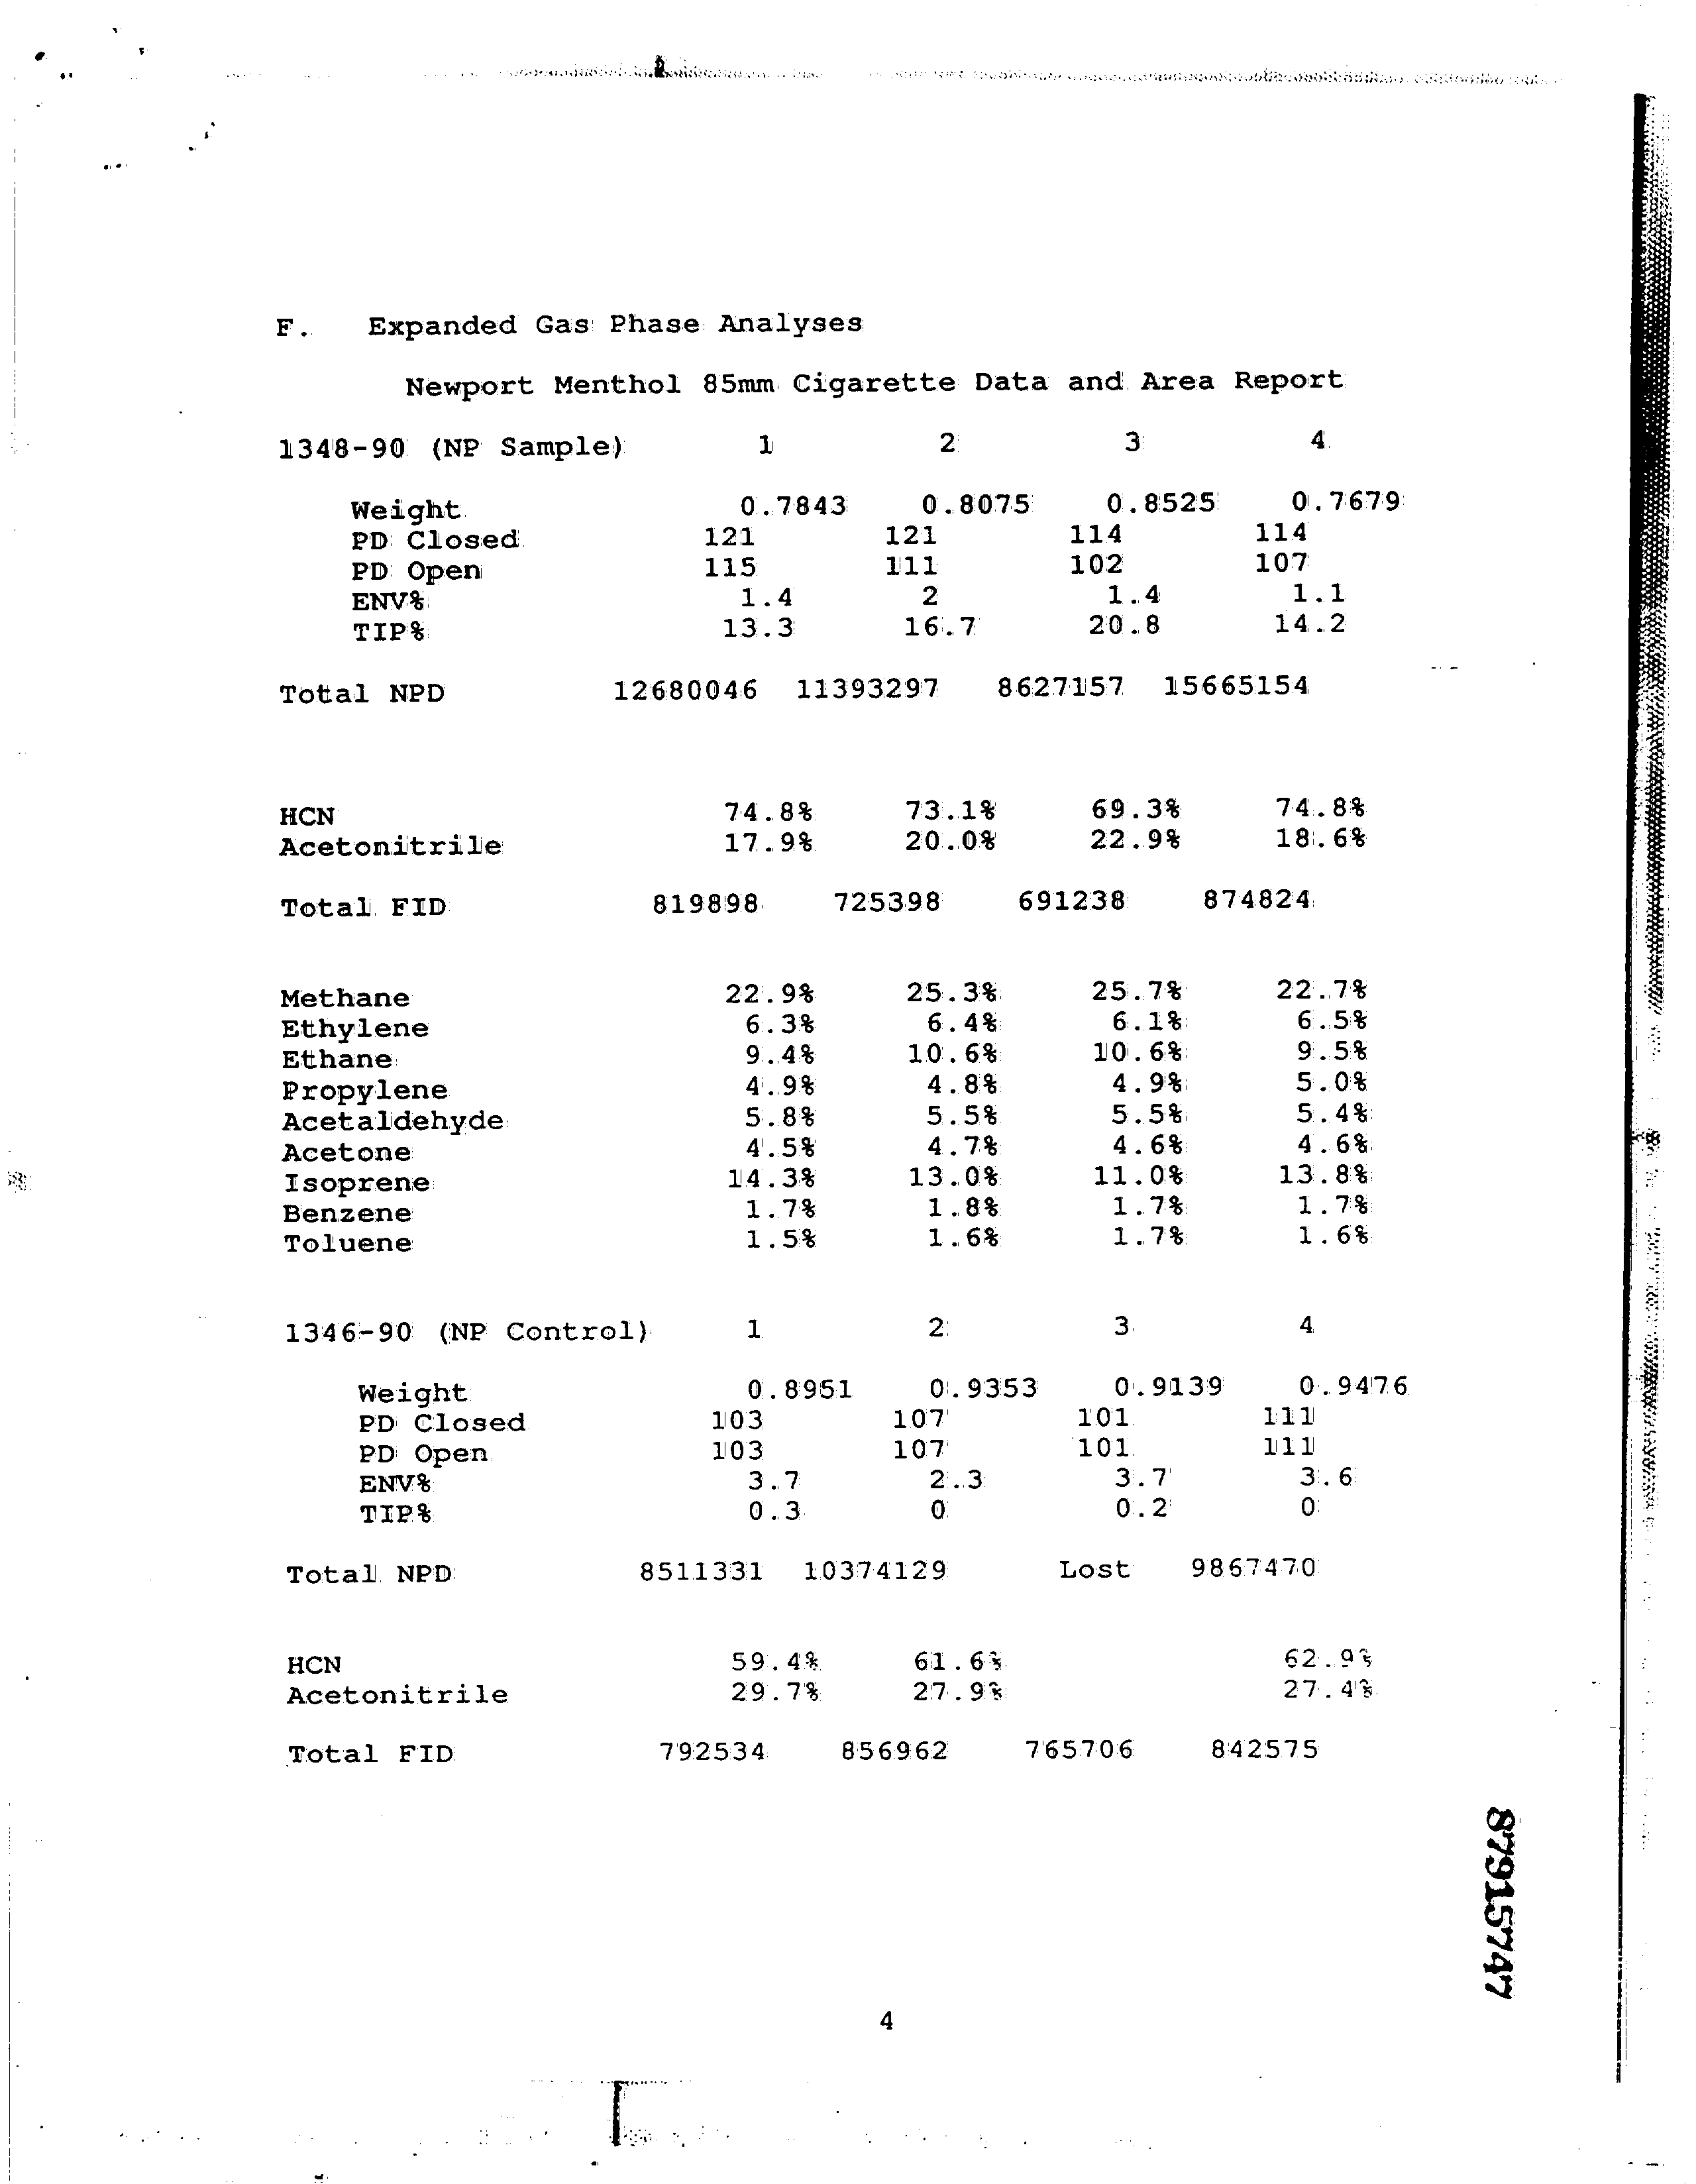 F. Expanded Gas Phase Analyses
Newport Menthol 85mm Cigarette Data and Area Report
1348-90 (NP Sample) 1 2 3 4
Weight 0.7843 0.8075 0.8525 0.7679
PD Closed 121 121 114 114
PD Open 115 111 102 107
ENV% 1.4 2 1.4 1.1
TIP% 13.3 16.7 20.8 14.2
Total NPD 12680046 11393297 8627157 15665154
HCN 74.8% 73.1% 69.3% 74.8%
Acetonitrile 17.9% 20.0% 22.9% 18.6%
Total FID 819898 725398 691238 874824
Methane 22.9% 25.3% 25.7% 22.7%
Ethylene 6.3% 6.4% 6.1% 6.5%
Ethane 9.4% 10.6% 10.6% 9.5%
Propylene 4.9% 4.8% 4.9% 5.0%
Acetaldehyde 5.8% 5.5% 5.5% 5.4%
Acetone 4.5% 4.7% 4.6% 4.6%
Isoprene 14.3% 13.0% 11.0% 13.8%
Benzene 1.7% 1.8% 1.7% 1.7%
Toluene 1.5% 1.6% 1.7% 1.6%
1346-90 (NP Control) 1 2 3 4
Weight 0.8951 0.9353 0.9139 0.9476
PD Closed 103 107 101 111
PD Open 103 107 101 111
ENV% 3.7 2.3 3.7 3.6
TIP% 0.3 0 0.2 0
Total NPD 8511331 10374129 Lost 9867470
HCN 59.4% 61.6% 62.9%
Acetonitrile 29.7% 27.9% 27.4%
Total FID 792534 856962 765706 842575
87915747
4